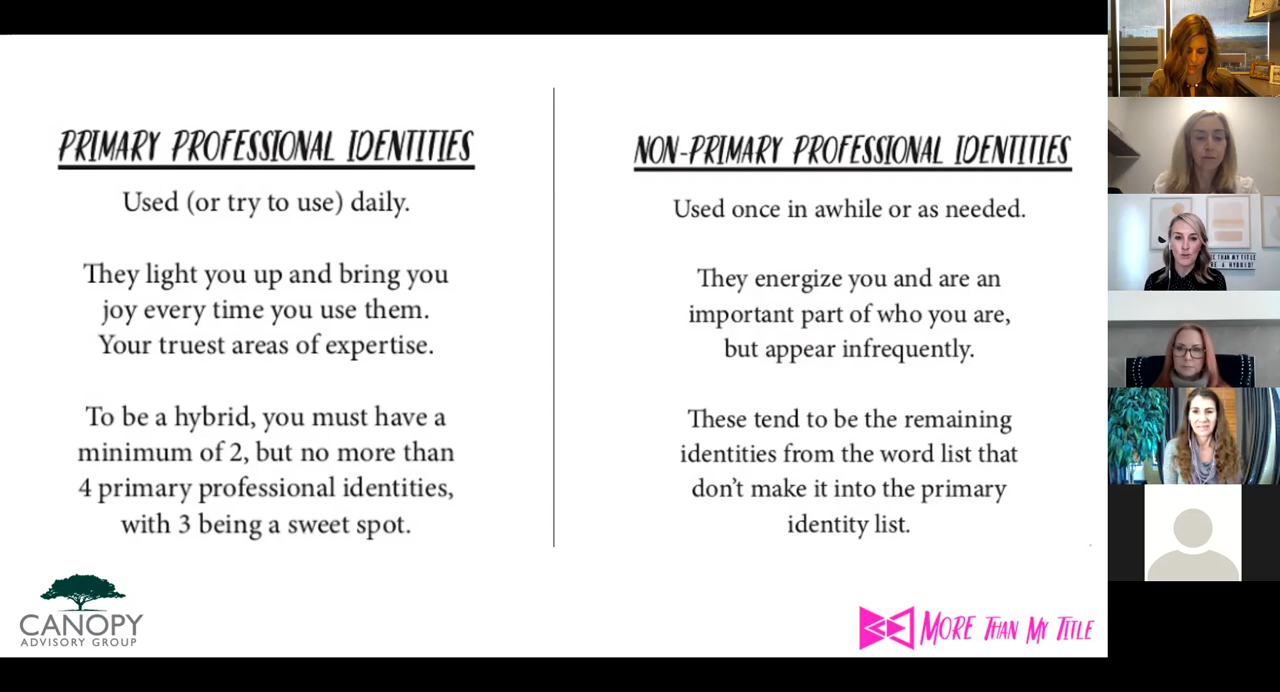 PRIMARY PROFESSIONAL IDENTITIES
Used (or try to use) daily.
They light you up and bring you
joy every time you use them.
Your truest areas of expertise.
To be a hybrid, you must have a
minimum of 2, but no more than
4 primary professional identities,
with 3 being a sweet spot.
NON-PRIMARY PROFESSIONAL IDENTITIES
Used once in awhile or as needed.
They energize you and are an
important part of who you are,
but appear infrequently.
These tend to be the remaining
identities from the word list that
don't make it into the primary
identity list.
CANOPY
ADVISORY GROUP
MORE THAN MY TITLE
THAN MY TITLE
A HYBRID!